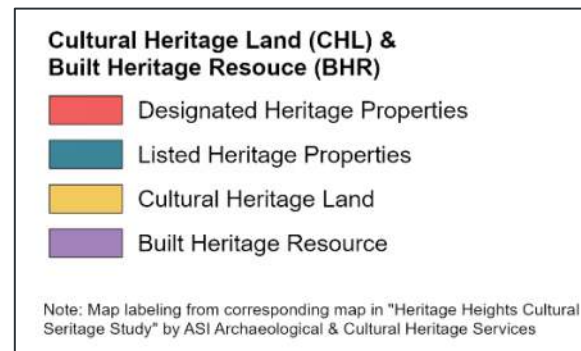 Cultural Heritage Land (CHL) &
Built Heritage Resouce (BHR)
Designated Heritage Properties
Listed Heritage Properties
Cultural Heritage Land
Built Heritage Resource
Note: Map labeling from corresponding map in "Heritage Heights Cultural
Seritage Study" by ASI Archaeological & Cultural Heritage Services